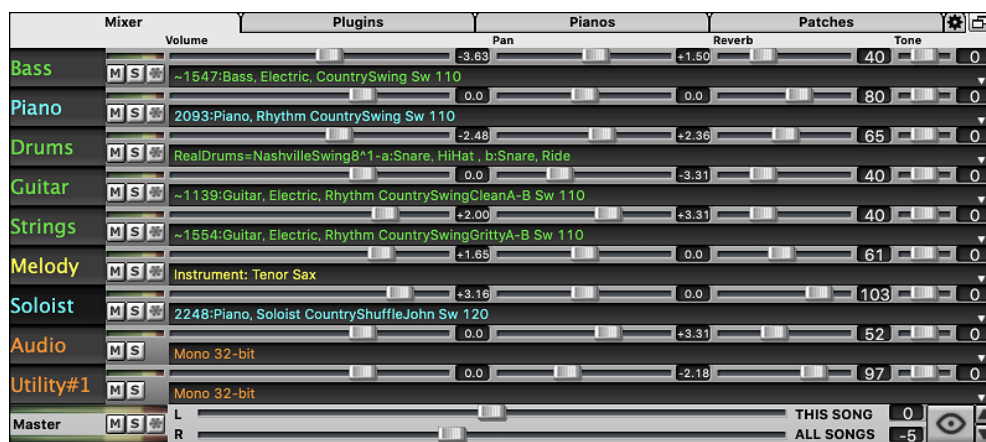 Mixer Plugins Pianos Patches
Volume Pan Reverb Tone
Bass -3.63 +1.50 40 0
M S ~1547:Bass, Electric, CountrySwing Sw 110
Piano 0.0 0.0 80 0
M S 2093:Piano, Rhythm CountrySwing Sw 110
Drums -2.48 +2.36 65 0
M S RealDrums=NashvilleSwing8^1-a:Snare, HiHat , b:Snare, Ride
Guitar 0.0 -3.31 40 0
M S ~1139:Guitar, Electric, Rhythm CountrySwingCleanA-B Sw 110
Strings +2.00 +3.31 40 0
M S ~1554:Guitar, Electric, Rhythm CountrySwingGrittyA-B Sw 110
Melody +1.65 0.0 61 0
M S Instrument: Tenor Sax
Soloist +3.16 0.0 103 0
M S 2248:Piano, Soloist CountryShuffleJohn Sw 120
Audio 0.0 +3.31 52 0
M S Mono 32-bit
Utility#1 0.0 -2.18 97 0
M S Mono 32-bit
Master M S L THIS SONG 0
R ALL SONGS -5